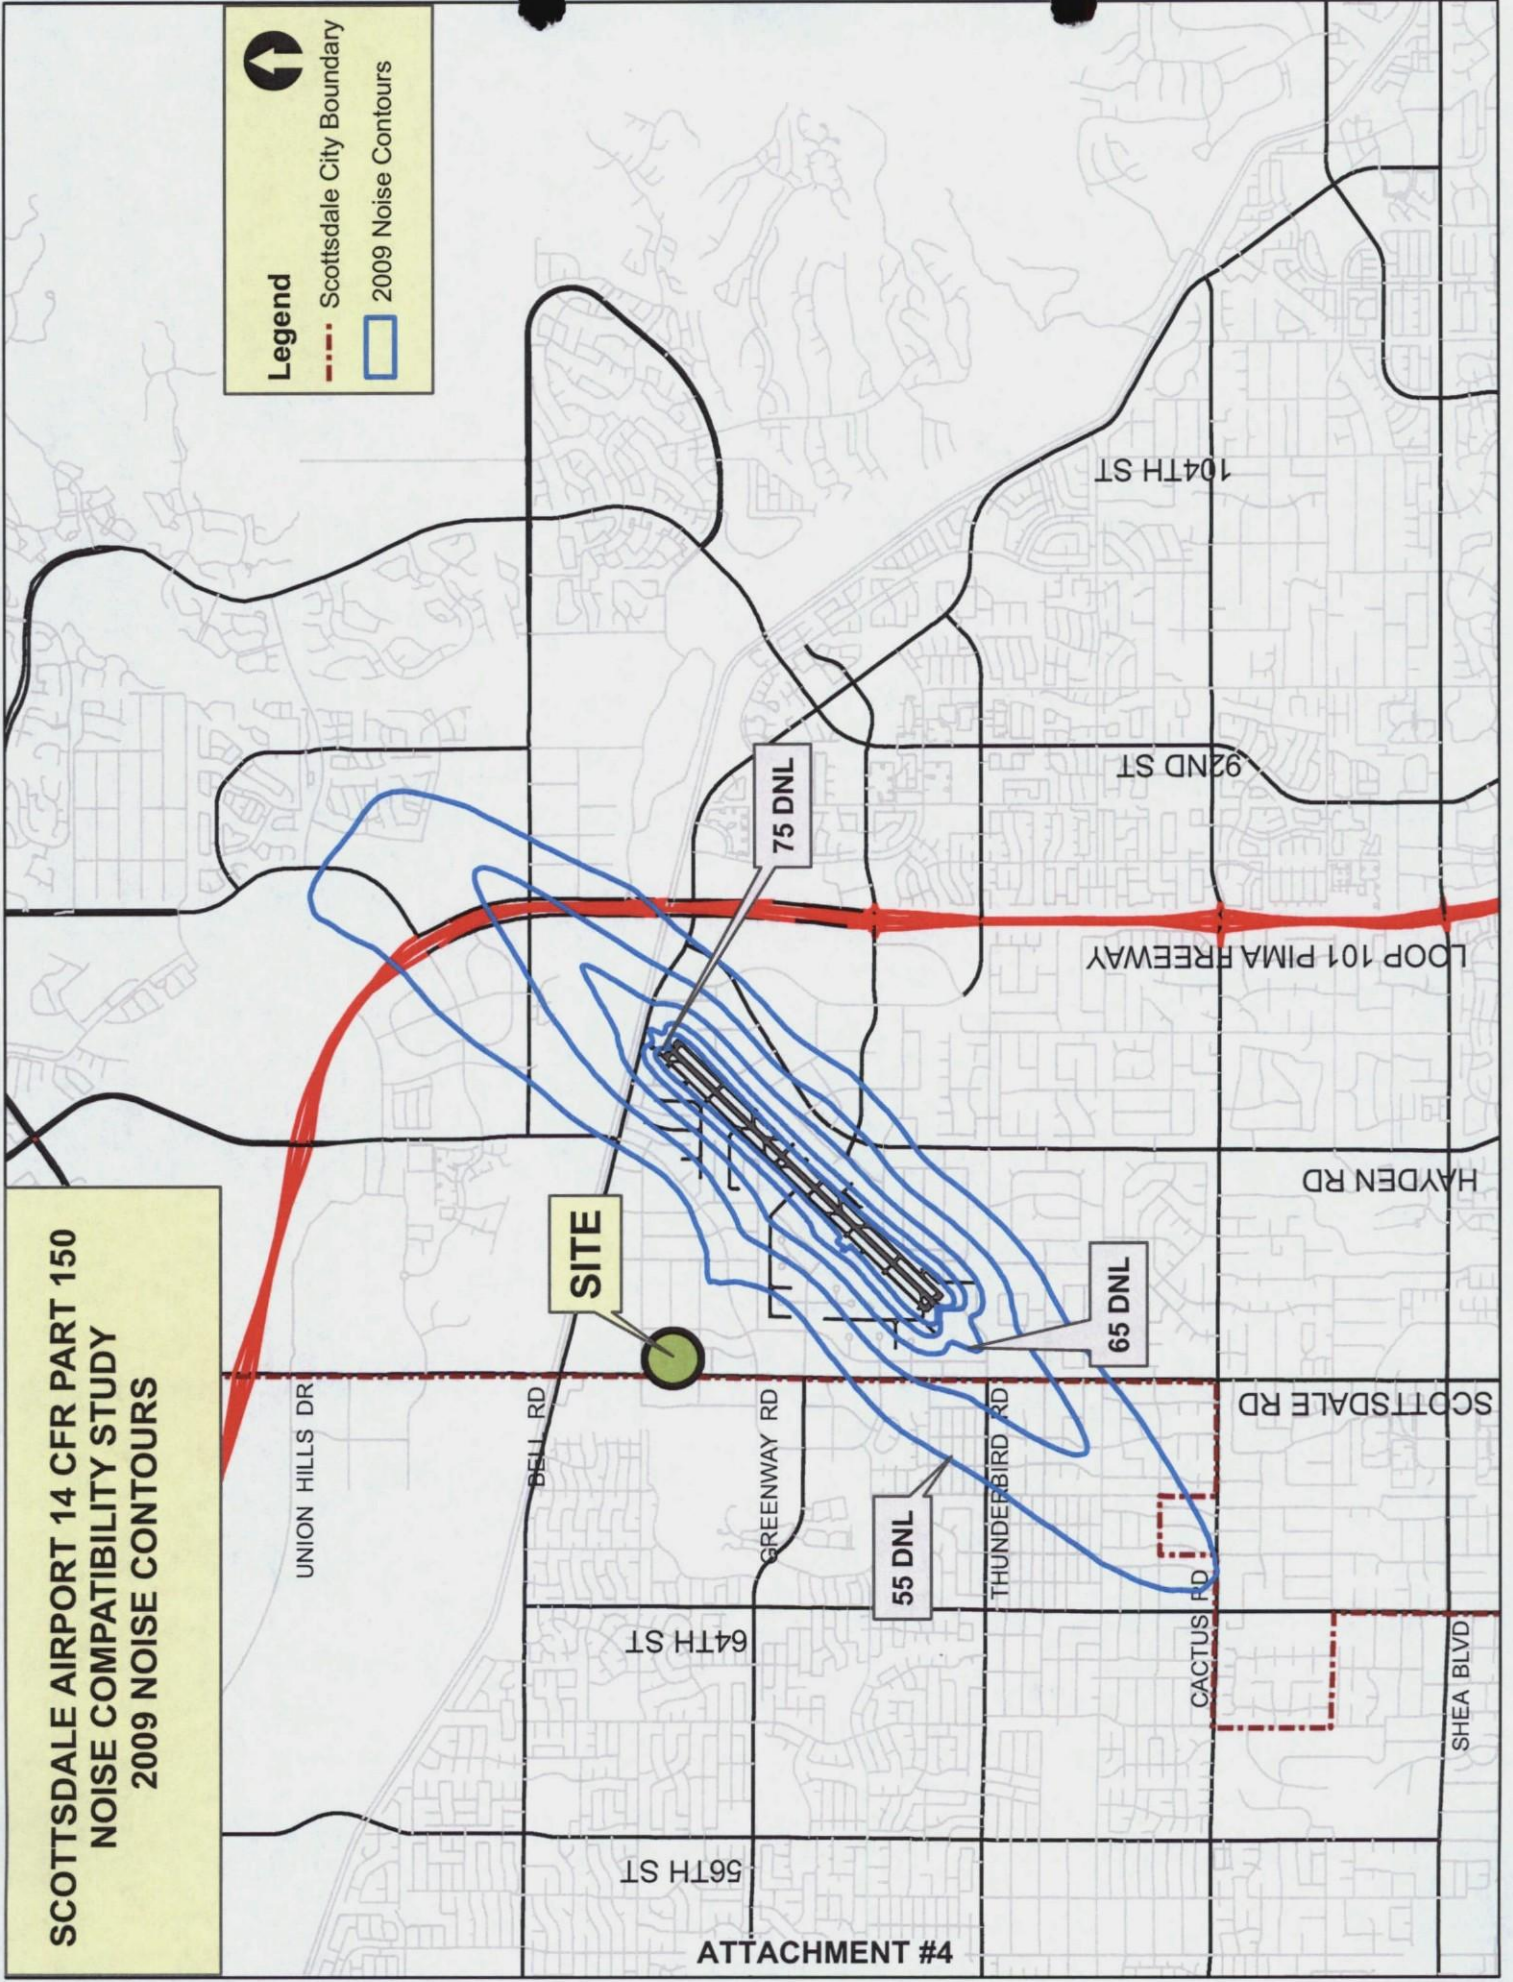 SCOTTSDALE AIRPORT 14 CFR PART 150
NOISE COMPATIBILITY STUDY
2009 NOISE CONTOURS
Legend
Scottsdale City Boundary
2009 Noise Contours
SITE
75 DNL
65 DNL
55 DNL
UNION HILLS DR
BELL RD
GREENWAY RD
THUNDERBIRD RD
CACTUS RD
SHEA BLVD
56TH ST
64TH ST
SCOTTSDALE RD
HAYDEN RD
LOOP 101 PIMA FREEWAY
92ND ST
104TH ST
ATTACHMENT #4